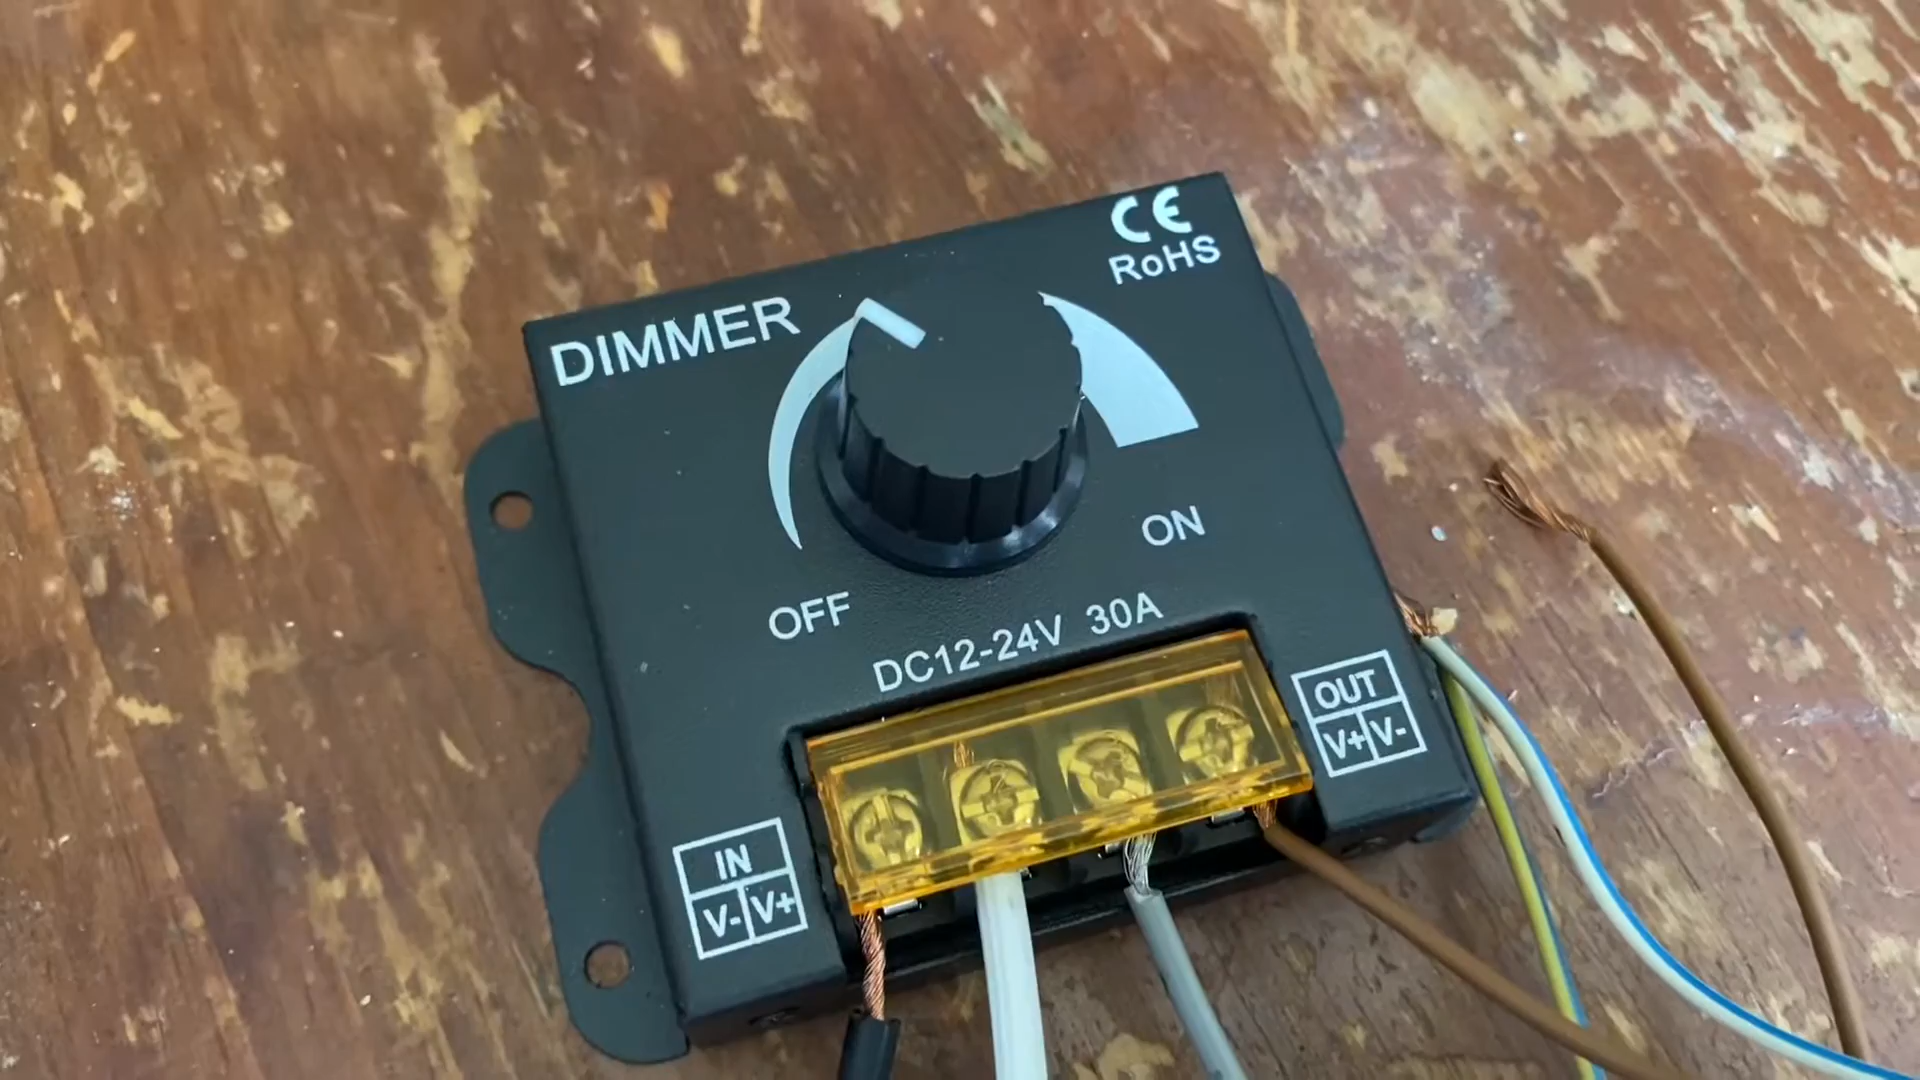 CE
RoHS
DIMMER
OFF
ON
DC12-24V 30A
OUT
V+ V-
IN
V- V+